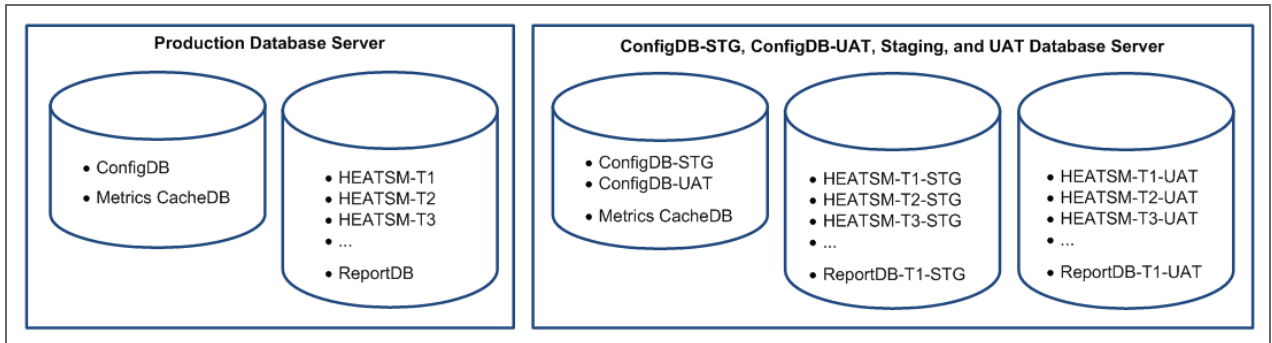 Production Database Server
• ConfigDB
• Metrics CacheDB
• HEATSM-T1
• HEATSM-T2
• HEATSM-T3
• ...
• ReportDB
ConfigDB-STG, ConfigDB-UAT, Staging, and UAT Database Server
• ConfigDB-STG
• ConfigDB-UAT
• Metrics CacheDB
• HEATSM-T1-STG
• HEATSM-T2-STG
• HEATSM-T3-STG
• ...
• ReportDB-T1-STG
• HEATSM-T1-UAT
• HEATSM-T2-UAT
• HEATSM-T3-UAT
• ...
• ReportDB-T1-UAT